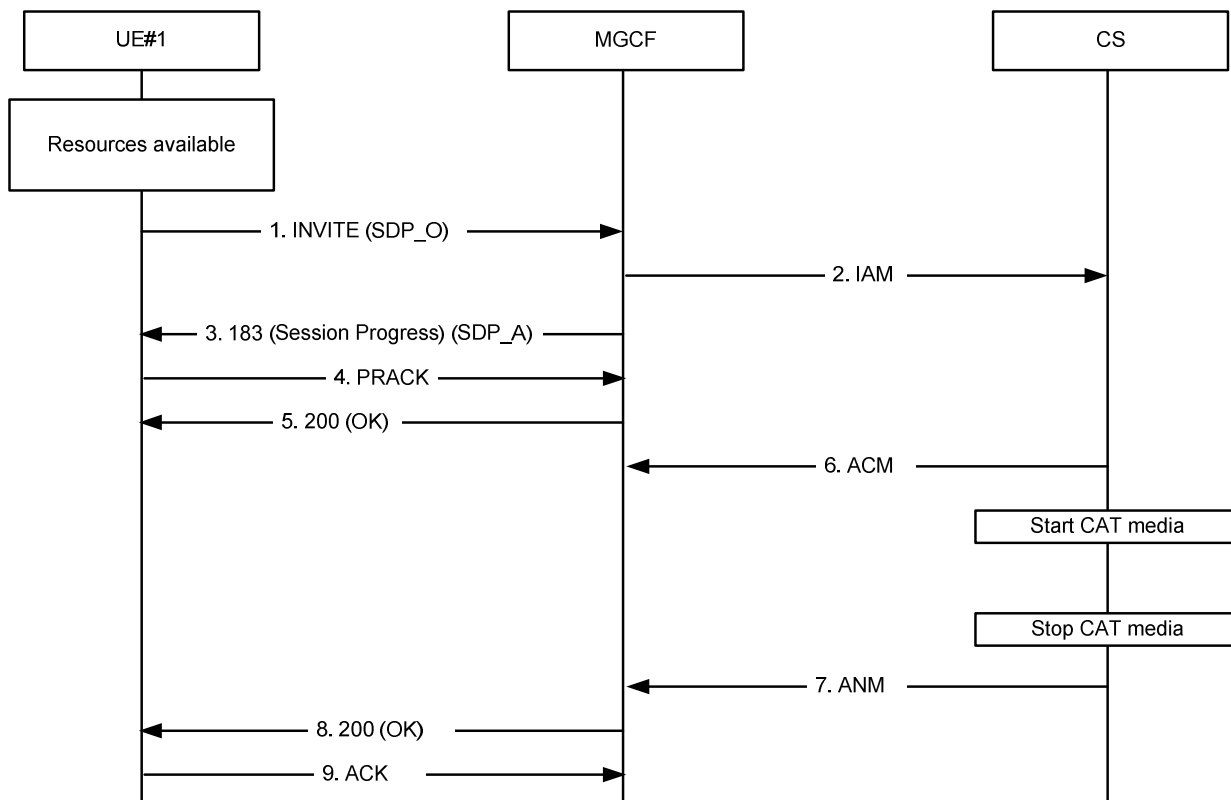 UE#1
MGCF
CS
Resources available
1. INVITE (SDP_O)
2. IAM
3. 183 (Session Progress) (SDP_A)
4. PRACK
5. 200 (OK)
6. ACM
Start CAT media
Stop CAT media
7. ANM
8. 200 (OK)
9. ACK